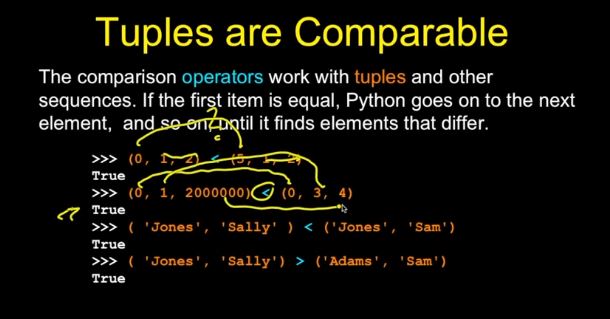 Tuples are Comparable
The comparison operators work with tuples and other
sequences. If the first item is equal, Python goes on to the next
element, and so on, until it finds elements that differ.
>>> (0, 1, 2) < (5, 1, 2)
True
>>> (0, 1, 2000000) < (0, 3, 4)
True
>>> ( 'Jones', 'Sally' ) < ('Jones', 'Sam')
True
>>> ( 'Jones', 'Sally') > ('Adams', 'Sam')
True